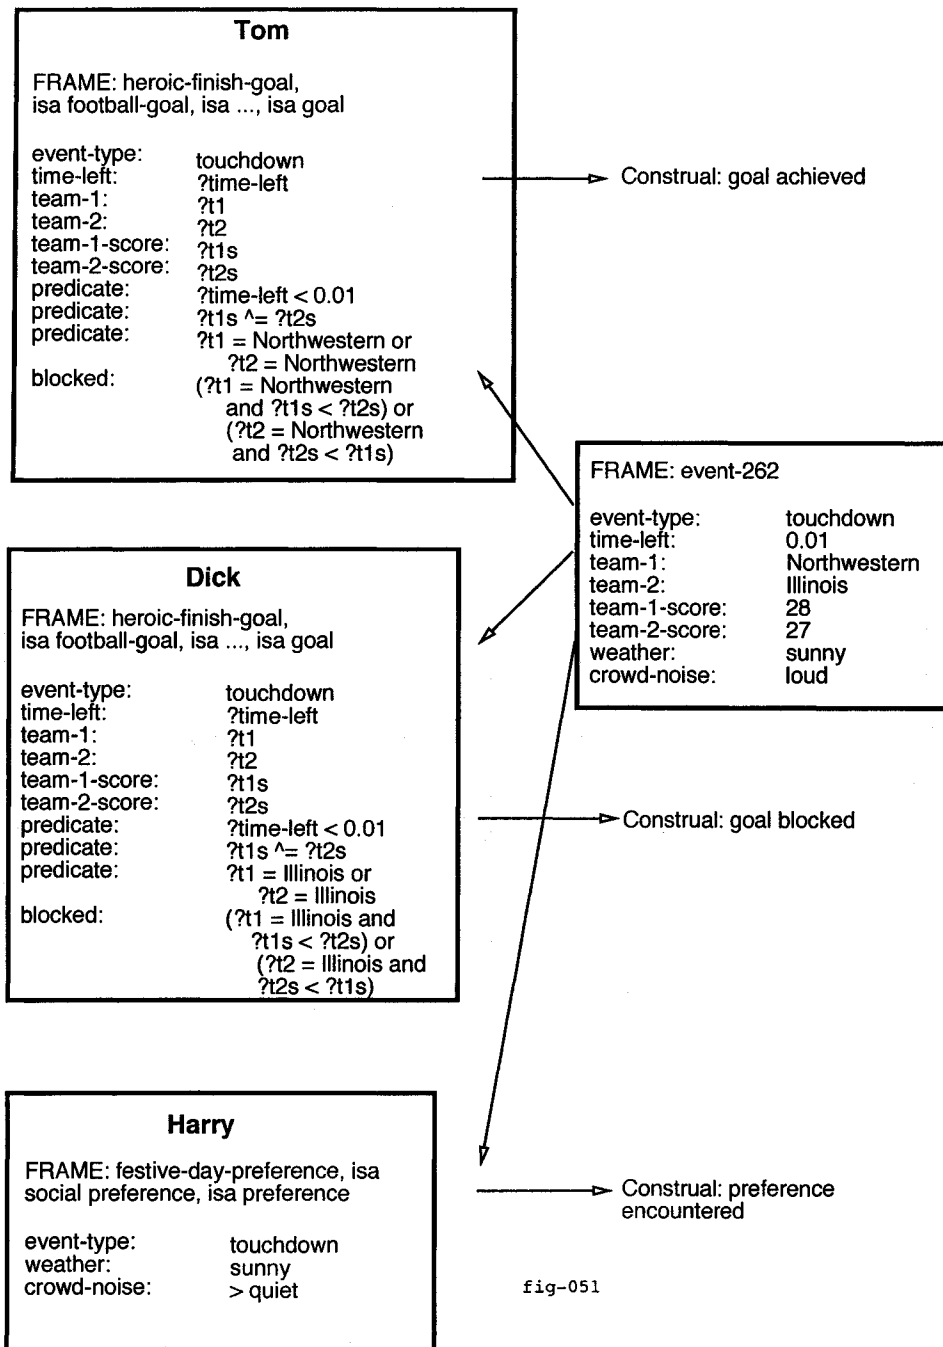 Tom
FRAME: heroic-finish-goal,
isa football-goal, isa ..., isa goal
event-type: touchdown
time-left: ?time-left
team-1: ?t1
team-2: ?t2
team-1-score: ?t1s
team-2-score: ?t2s
predicate: ?time-left < 0.01
predicate: ?t1s ^= ?t2s
predicate: ?t1 = Northwestern or
?t2 = Northwestern
blocked: (?t1 = Northwestern
and ?t1s < ?t2s) or
(?t2 = Northwestern
and ?t2s < ?t1s)
Construal: goal achieved
FRAME: event-262
event-type: touchdown
time-left: 0.01
team-1: Northwestern
team-2: Illinois
team-1-score: 28
team-2-score: 27
weather: sunny
crowd-noise: loud
Dick
FRAME: heroic-finish-goal,
isa football-goal, isa ..., isa goal
event-type: touchdown
time-left: ?time-left
team-1: ?t1
team-2: ?t2
team-1-score: ?t1s
team-2-score: ?t2s
predicate: ?time-left < 0.01
predicate: ?t1s ^= ?t2s
predicate: ?t1 = Illinois or
?t2 = Illinois
blocked: (?t1 = Illinois and
?t1s < ?t2s) or
(?t2 = Illinois and
?t2s < ?t1s)
Construal: goal blocked
Harry
FRAME: festive-day-preference, isa
social preference, isa preference
event-type: touchdown
weather: sunny
crowd-noise: > quiet
Construal: preference
encountered
fig-051